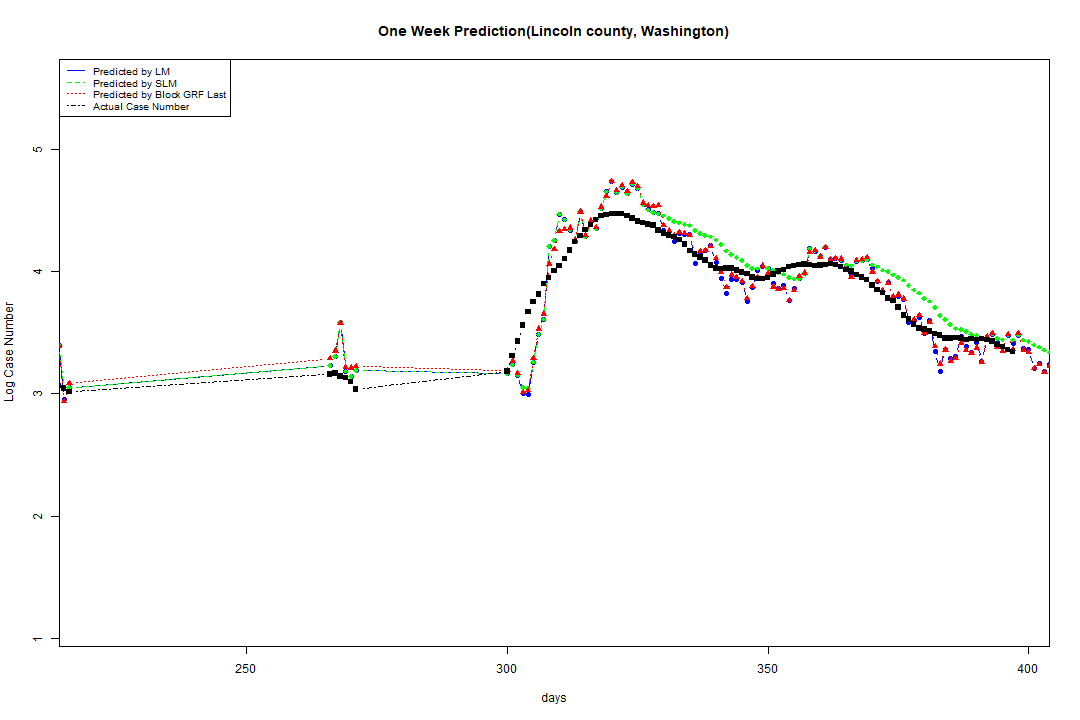 One Week Prediction(Lincoln county, Washington)
Predicted by LM
Predicted by SLM
Predicted by Block GRF Last
Actual Case Number
5
4
3
2
1
Log Case Number
250
300
350
400
days